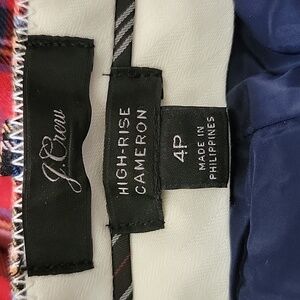 J.Crew
HIGH-RISE
CAMERON
4P
MADE IN
PHILIPPINES